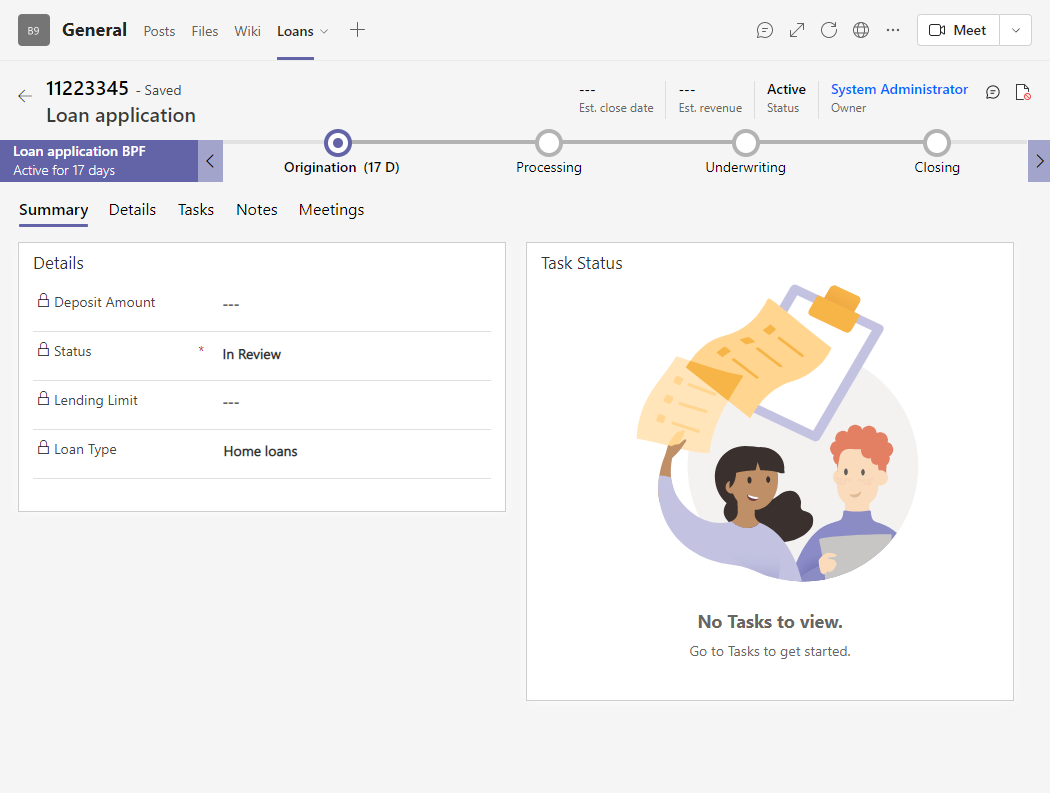 B9 General Posts Files Wiki Loans Meet
11223345 - Saved
Loan application
--- Est. close date
--- Est. revenue
Active Status
System Administrator Owner
Loan application BPF
Active for 17 days
Origination (17 D) Processing Underwriting Closing
Summary Details Tasks Notes Meetings
Details
Deposit Amount ---
Status * In Review
Lending Limit ---
Loan Type Home loans
Task Status
No Tasks to view.
Go to Tasks to get started.